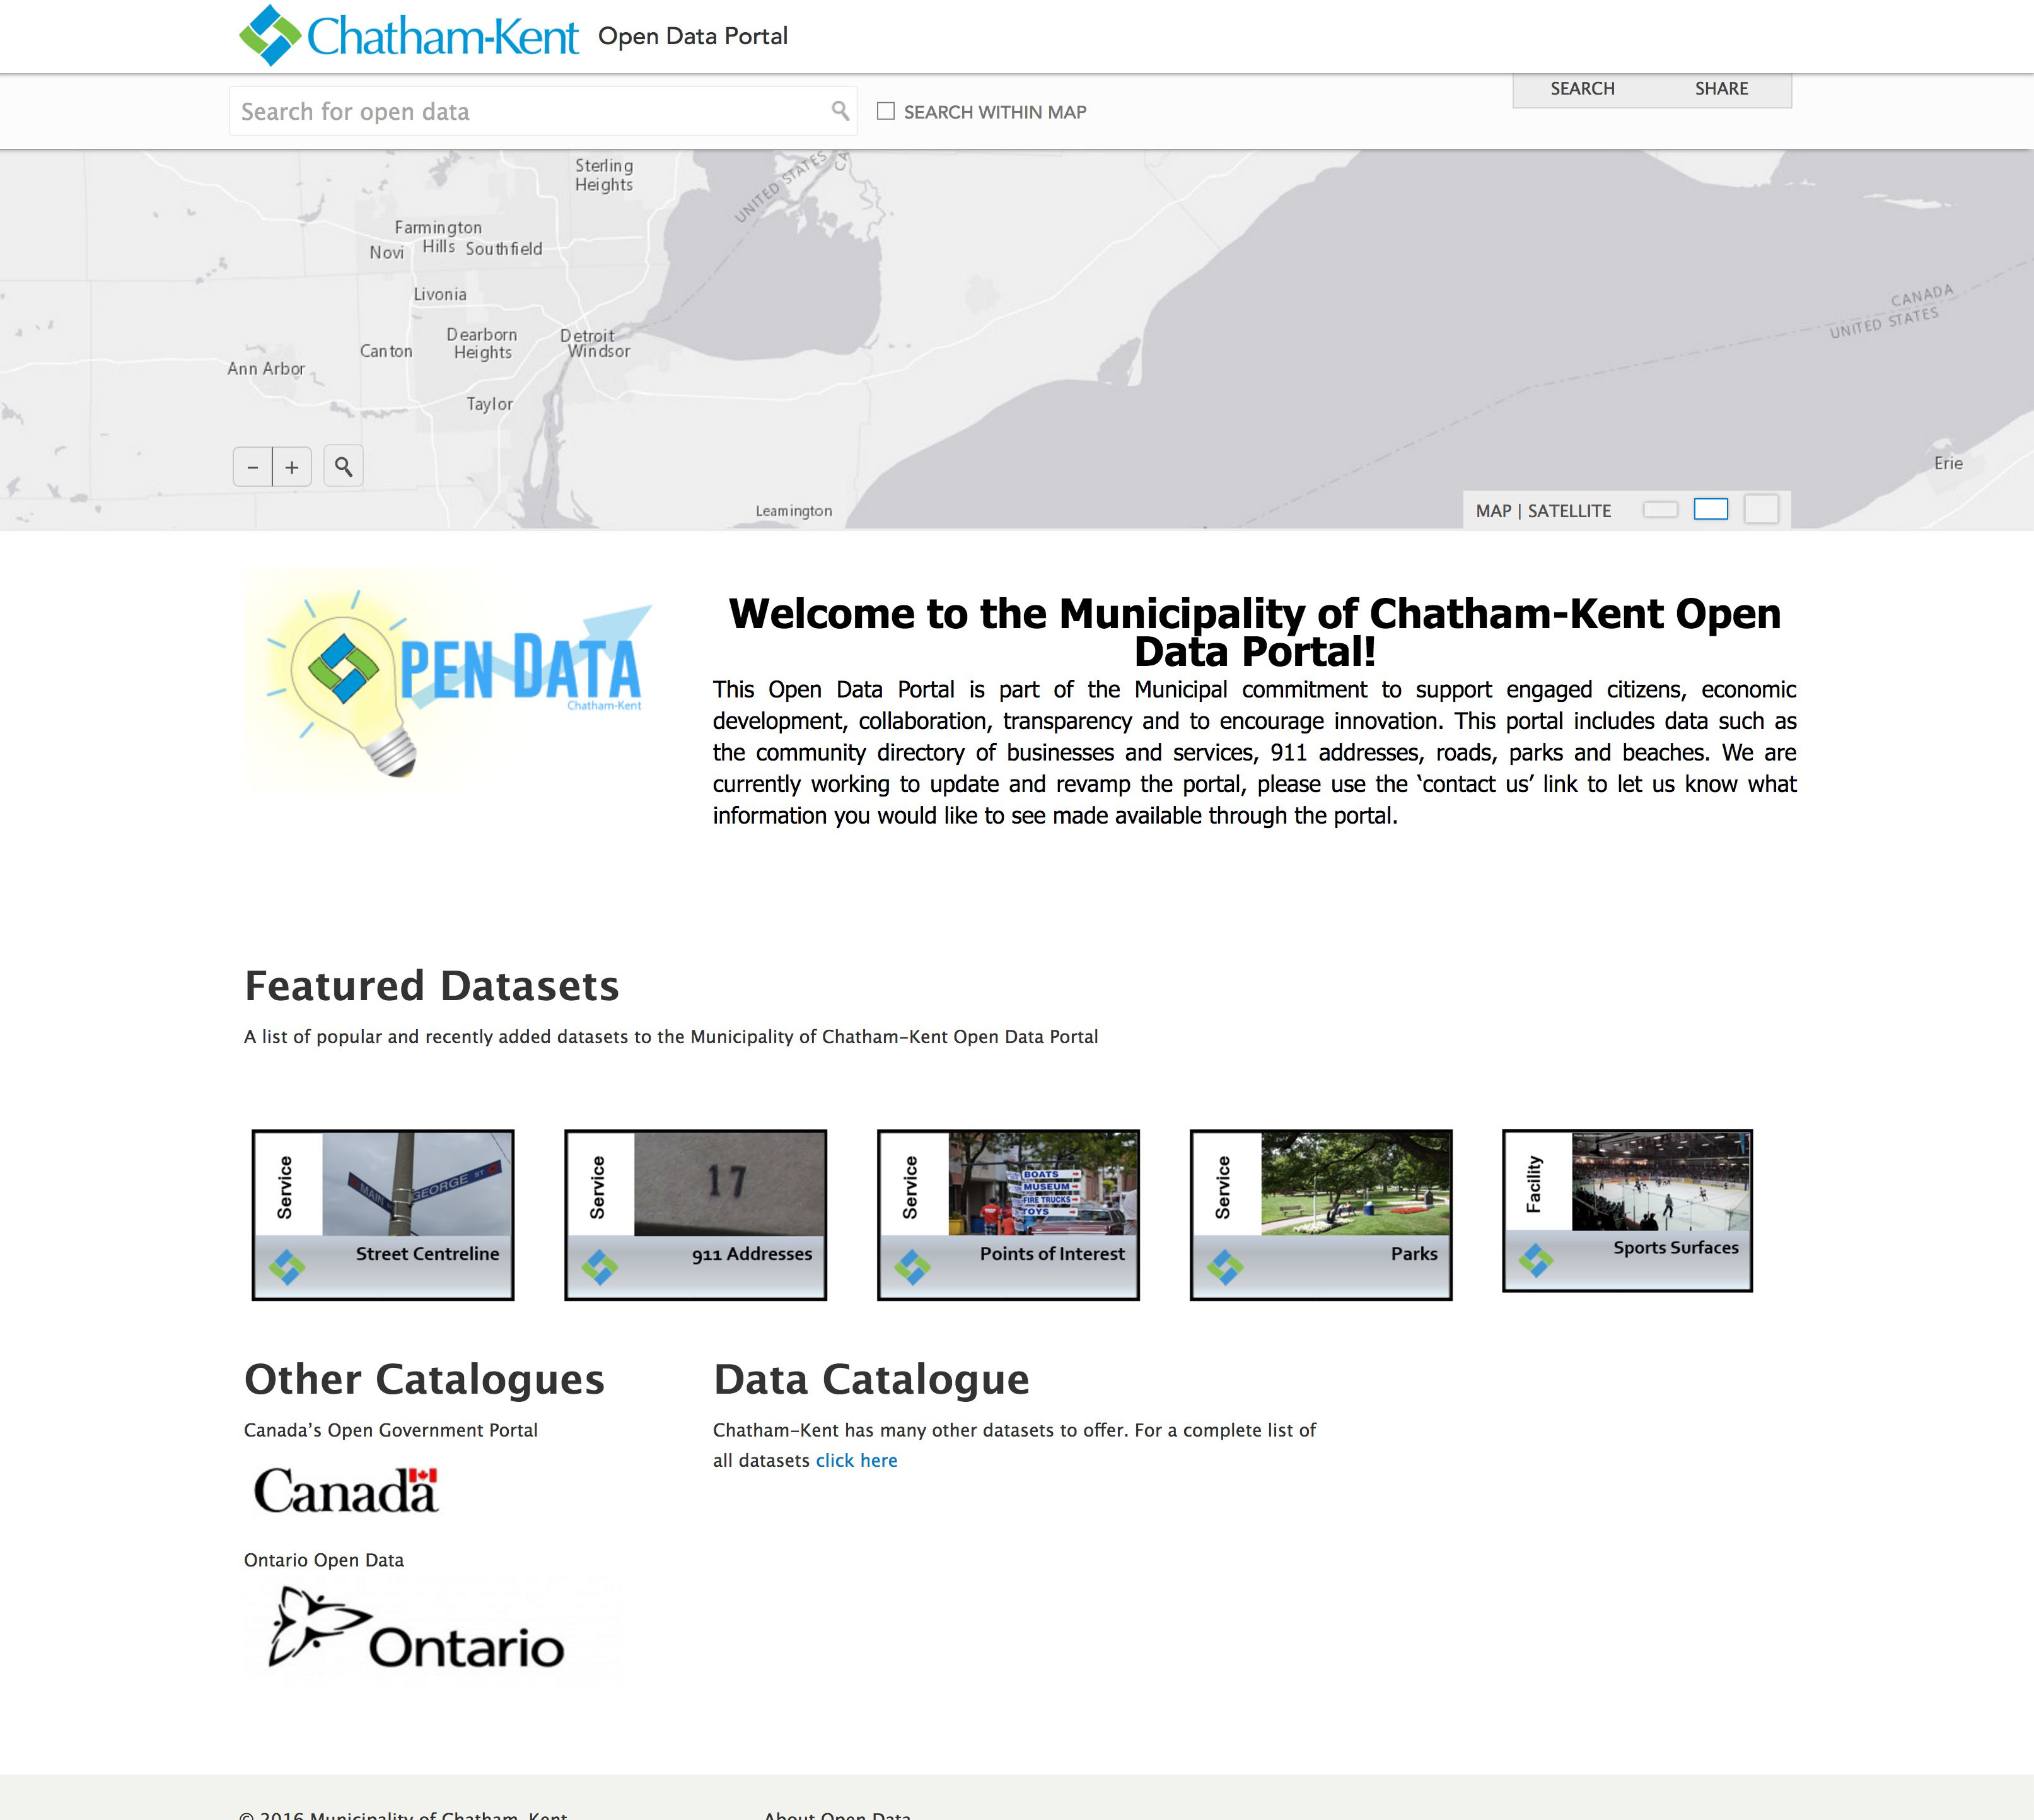 Chatham-Kent Open Data Portal
SEARCH SHARE
Search for open data
SEARCH WITHIN MAP
Sterling
Heights
UNITED STATES
CA
Farmington
Hills
Novi
Southfield
Livonia
Dearborn
Heights
Detroit
Windsor
Canton
Ann Arbor
Taylor
CANADA
UNITED STATES
Erie
Leamington
− +
MAP | SATELLITE
PEN DATA
Chatham-Kent
Welcome to the Municipality of Chatham-Kent Open
Data Portal!
This Open Data Portal is part of the Municipal commitment to support engaged citizens, economic
development, collaboration, transparency and to encourage innovation. This portal includes data such as
the community directory of businesses and services, 911 addresses, roads, parks and beaches. We are
currently working to update and revamp the portal, please use the ‘contact us’ link to let us know what
information you would like to see made available through the portal.
Featured Datasets
A list of popular and recently added datasets to the Municipality of Chatham-Kent Open Data Portal
Service
MAIN
GEORGE ST
Street Centreline
Service
17
911 Addresses
Service
BOATS
MUSEUM
FIRE TRUCKS
TOYS
Points of Interest
Service
Parks
Facility
Sports Surfaces
Other Catalogues
Canada’s Open Government Portal
Canada
Ontario Open Data
Ontario
Data Catalogue
Chatham-Kent has many other datasets to offer. For a complete list of
all datasets click here
© 2016 Municipality of Chatham-Kent
About Open Data